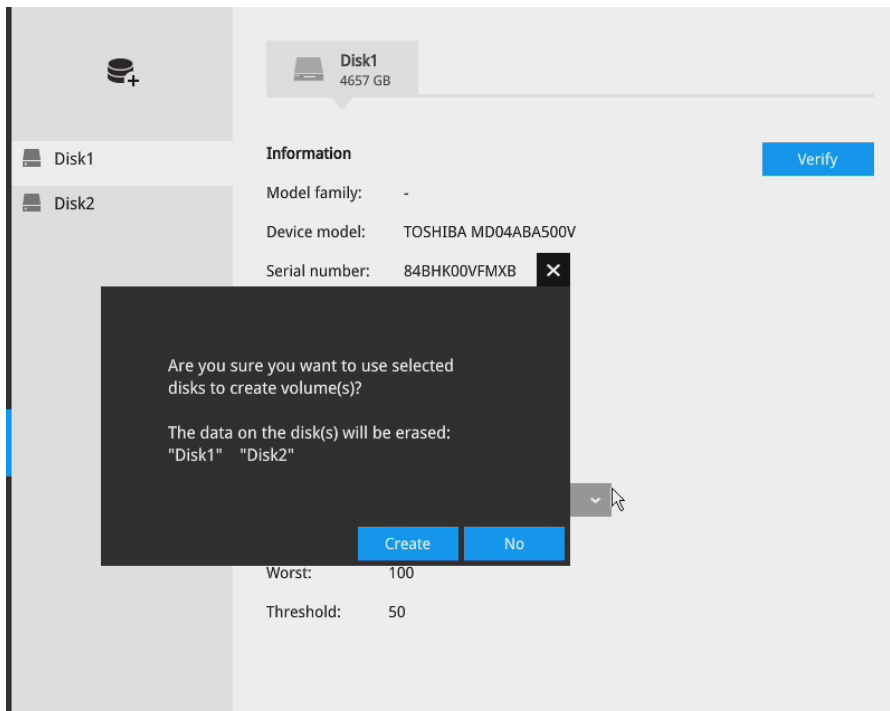 Disk1
4657 GB
Disk1
Disk2
Information
Verify
Model family: -
Device model: TOSHIBA MD04ABA500V
Serial number: 84BHK00VFMXB
Are you sure you want to use selected
disks to create volume(s)?
The data on the disk(s) will be erased:
"Disk1" "Disk2"
Create No
Worst: 100
Threshold: 50